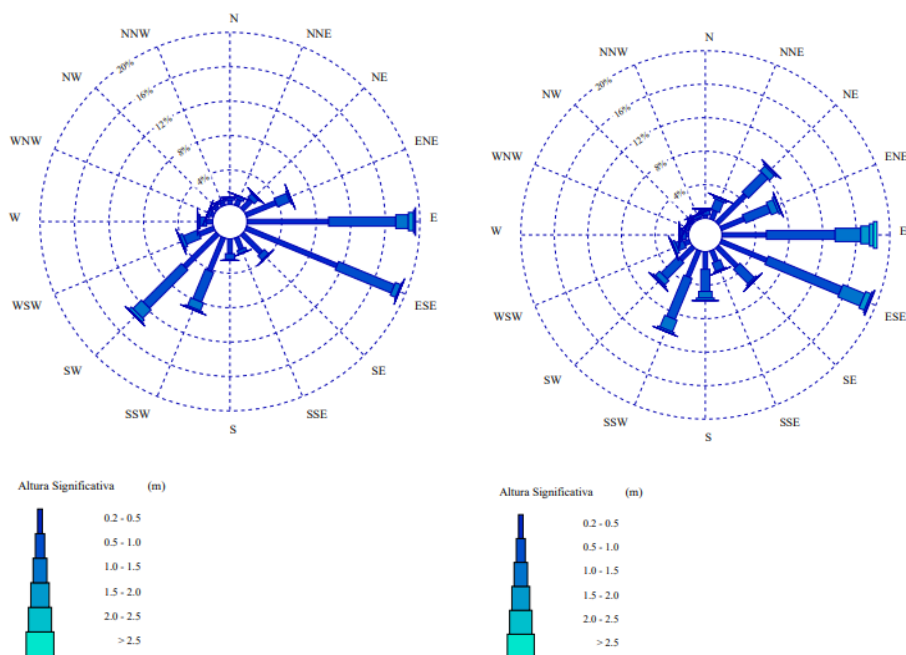 N
NNW
NNE
NW
NE
WNW
ENE
W
E
WSW
ESE
SW
SE
SSW
SSE
S
20%
16%
12%
8%
4%
Altura Significativa (m)
0.2 - 0.5
0.5 - 1.0
1.0 - 1.5
1.5 - 2.0
2.0 - 2.5
> 2.5
N
NNW
NNE
NW
NE
WNW
ENE
W
E
WSW
ESE
SW
SE
SSW
SSE
S
20%
16%
12%
8%
4%
Altura Significativa (m)
0.2 - 0.5
0.5 - 1.0
1.0 - 1.5
1.5 - 2.0
2.0 - 2.5
> 2.5